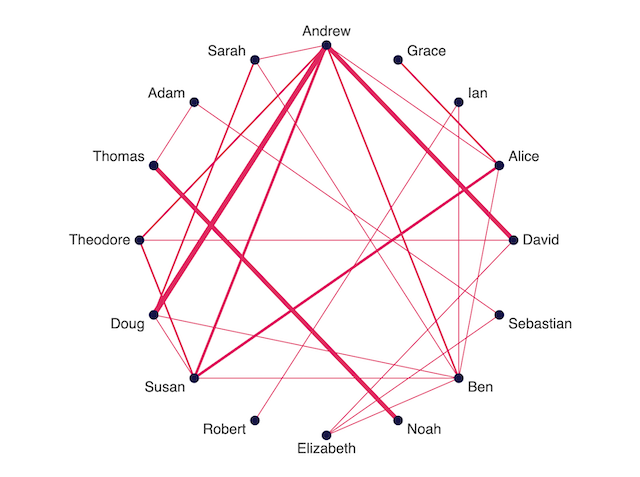 Andrew
Sarah
Grace
Adam
Ian
Thomas
Alice
Theodore
David
Doug
Sebastian
Susan
Ben
Robert
Noah
Elizabeth